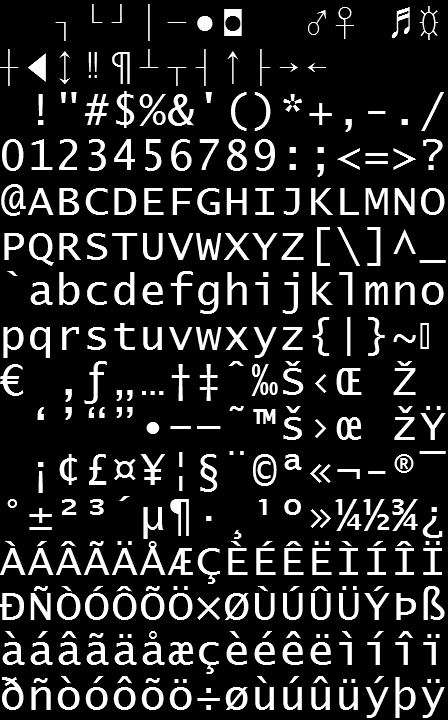 ┐└┘│─●◘ ♂♀ ♬☼
┼◀↕‼¶┴┬┤↑├→←
!"#$%&'()*+,-./
0123456789:;<=>?
@ABCDEFGHIJKLMNO
PQRSTUVWXYZ[\]^_
`abcdefghijklmno
pqrstuvwxyz{|}~▯
€ ‚ƒ„…†‡ˆ‰Š‹Œ Ž
‘’“”•–—˜™š›œ žŸ
¡¢£¤¥¦§¨©ª«¬-®¯
°±²³´µ¶·¸¹º»¼½¾¿
ÀÁÂÃÄÅÆÇÈÉÊËÌÍÎÏ
ÐÑÒÓÔÕÖ×ØÙÚÛÜÝÞß
àáâãäåæçèéêëìíîï
ðñòóôõö÷øùúûüýþÿ